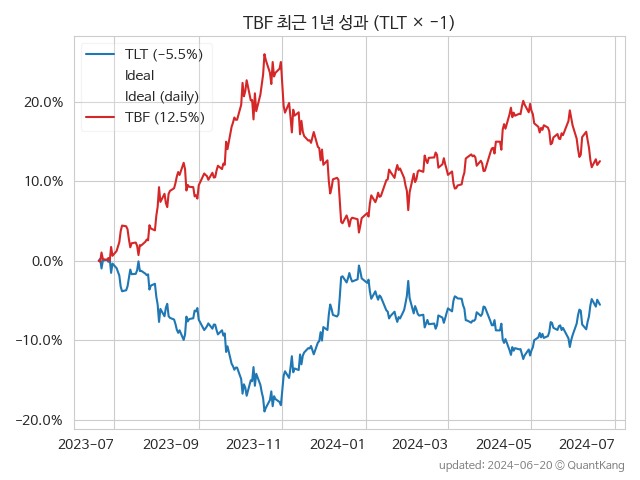 TBF 최근 1년 성과 (TLT × −1)
TLT (−5.5%)
Ideal
Ideal (daily)
TBF (12.5%)
20.0%
10.0%
0.0%
−10.0%
−20.0%
2023-07 2023-09 2023-11 2024-01 2024-03 2024-05 2024-07
updated: 2024-06-20 © QuantKang